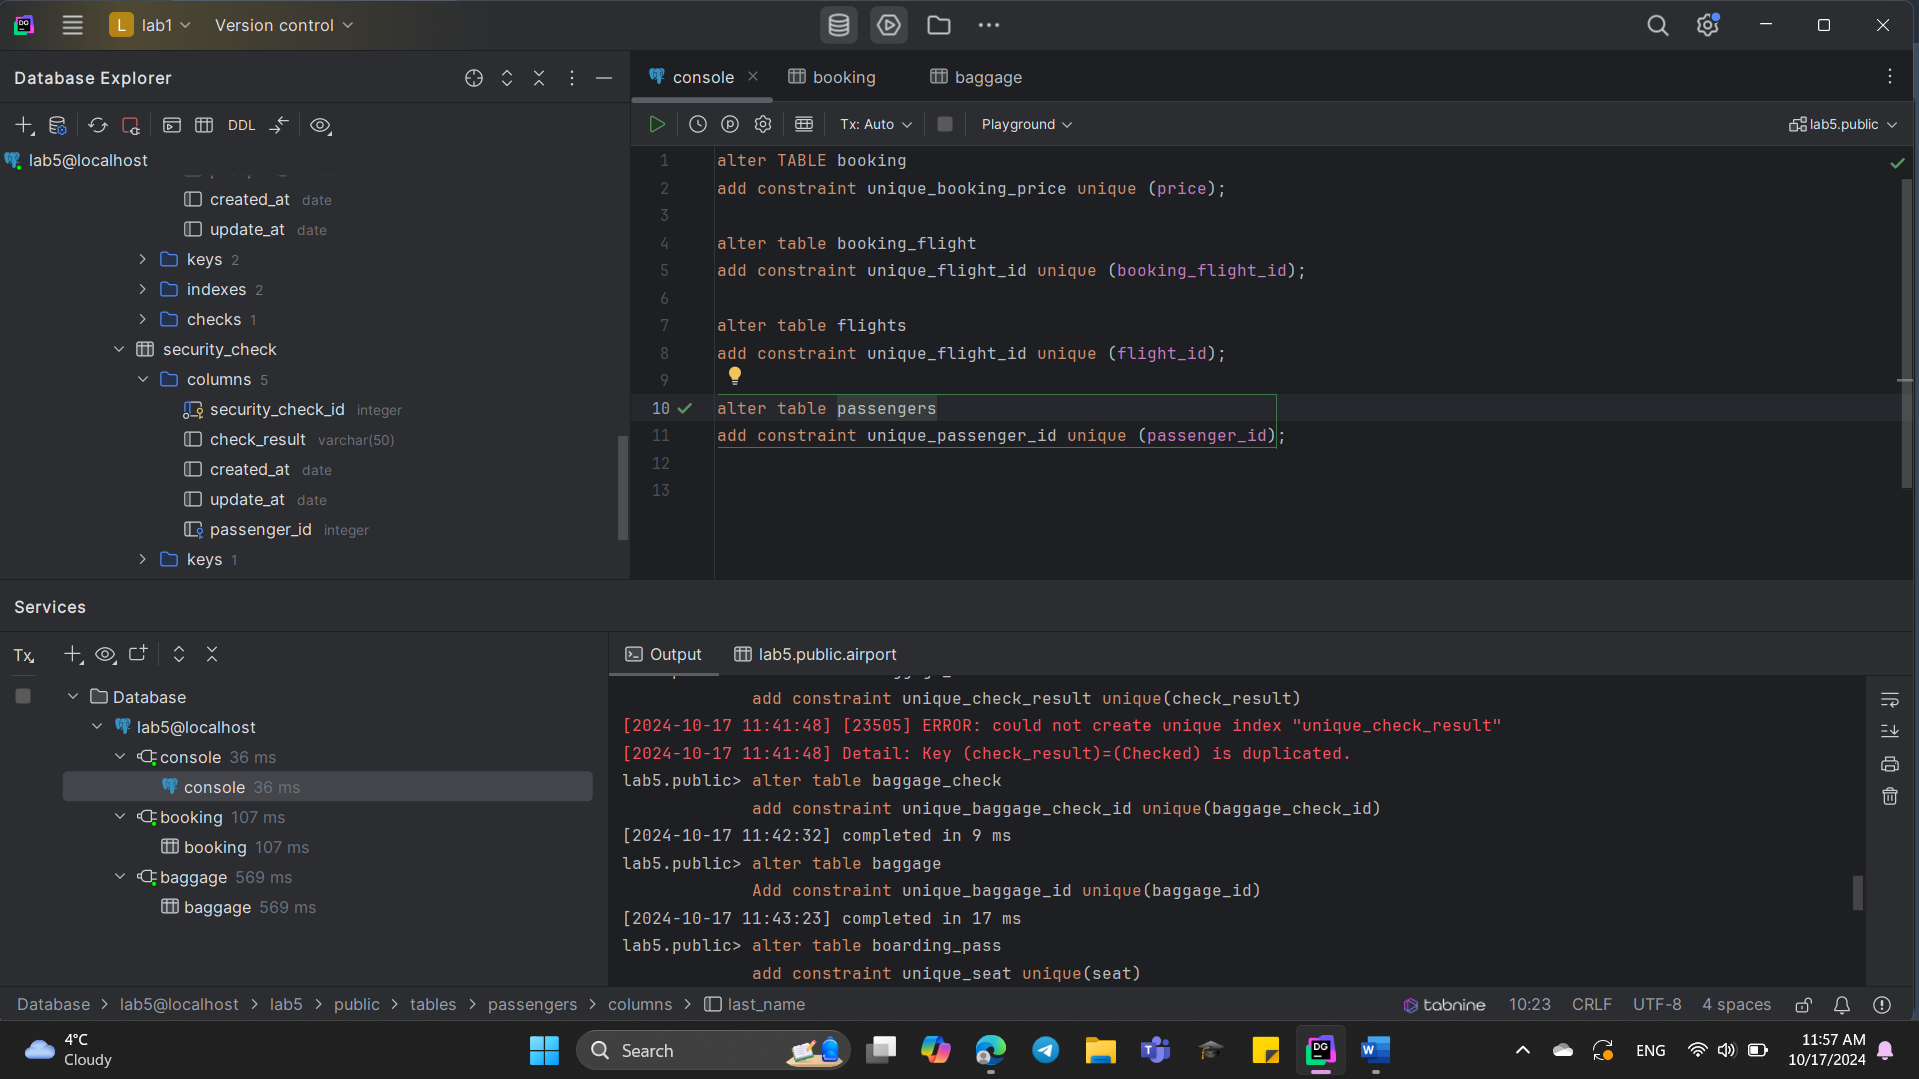 L lab1
Version control
Database Explorer
console
booking
baggage
DDL
Tx: Auto
Playground
lab5.public
lab5@localhost
created_at date
update_at date
keys 2
indexes 2
checks 1
security_check
columns 5
security_check_id integer
check_result varchar(50)
created_at date
update_at date
passenger_id integer
keys 1
1 alter TABLE booking
2 add constraint unique_booking_price unique (price);
3
4 alter table booking_flight
5 add constraint unique_flight_id unique (booking_flight_id);
6
7 alter table flights
8 add constraint unique_flight_id unique (flight_id);
9
10 alter table passengers
11 add constraint unique_passenger_id unique (passenger_id);
12
13
Services
Tx
Database
lab5@localhost
console 36 ms
console 36 ms
booking 107 ms
booking 107 ms
baggage 569 ms
baggage 569 ms
Output
lab5.public.airport
add constraint unique_check_result unique(check_result)
[2024-10-17 11:41:48] [23505] ERROR: could not create unique index "unique_check_result"
[2024-10-17 11:41:48] Detail: Key (check_result)=(Checked) is duplicated.
lab5.public> alter table baggage_check
add constraint unique_baggage_check_id unique(baggage_check_id)
[2024-10-17 11:42:32] completed in 9 ms
lab5.public> alter table baggage
Add constraint unique_baggage_id unique(baggage_id)
[2024-10-17 11:43:23] completed in 17 ms
lab5.public> alter table boarding_pass
add constraint unique_seat unique(seat)
Database > lab5@localhost > lab5 > public > tables > passengers > columns > last_name
tabnine
10:23
CRLF
UTF-8
4 spaces
4°C
Cloudy
Search
ENG
11:57 AM
10/17/2024